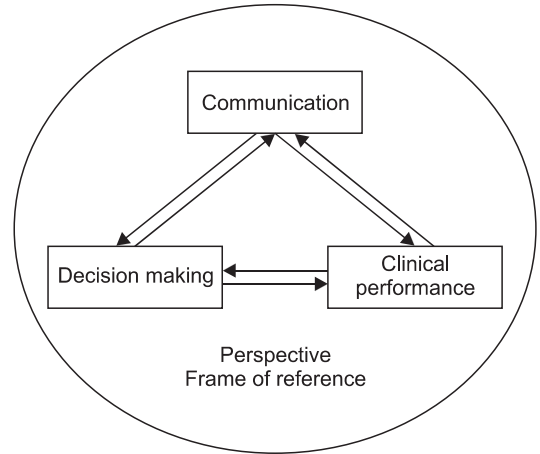 Communication
Decision making
Clinical
performance
Perspective
Frame of reference